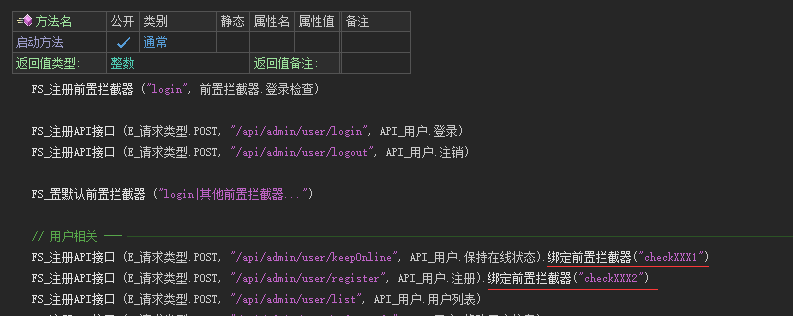 方法名 公开 类别 静态 属性名 属性值 备注
启动方法 通常
返回值类型: 整数 返回值备注:
FS_注册前置拦截器 ("login", 前置拦截器.登录检查)
FS_注册API接口 (E_请求类型.POST, "/api/admin/user/login", API_用户.登录)
FS_注册API接口 (E_请求类型.POST, "/api/admin/user/logout", API_用户.注销)
FS_置默认前置拦截器 ("login|其他前置拦截器...")
// 用户相关 ──
FS_注册API接口 (E_请求类型.POST, "/api/admin/user/keepOnline", API_用户.保持在线状态).绑定前置拦截器("checkXXX1")
FS_注册API接口 (E_请求类型.POST, "/api/admin/user/register", API_用户.注册).绑定前置拦截器("checkXXX2")
FS_注册API接口 (E_请求类型.POST, "/api/admin/user/list", API_用户.用户列表)